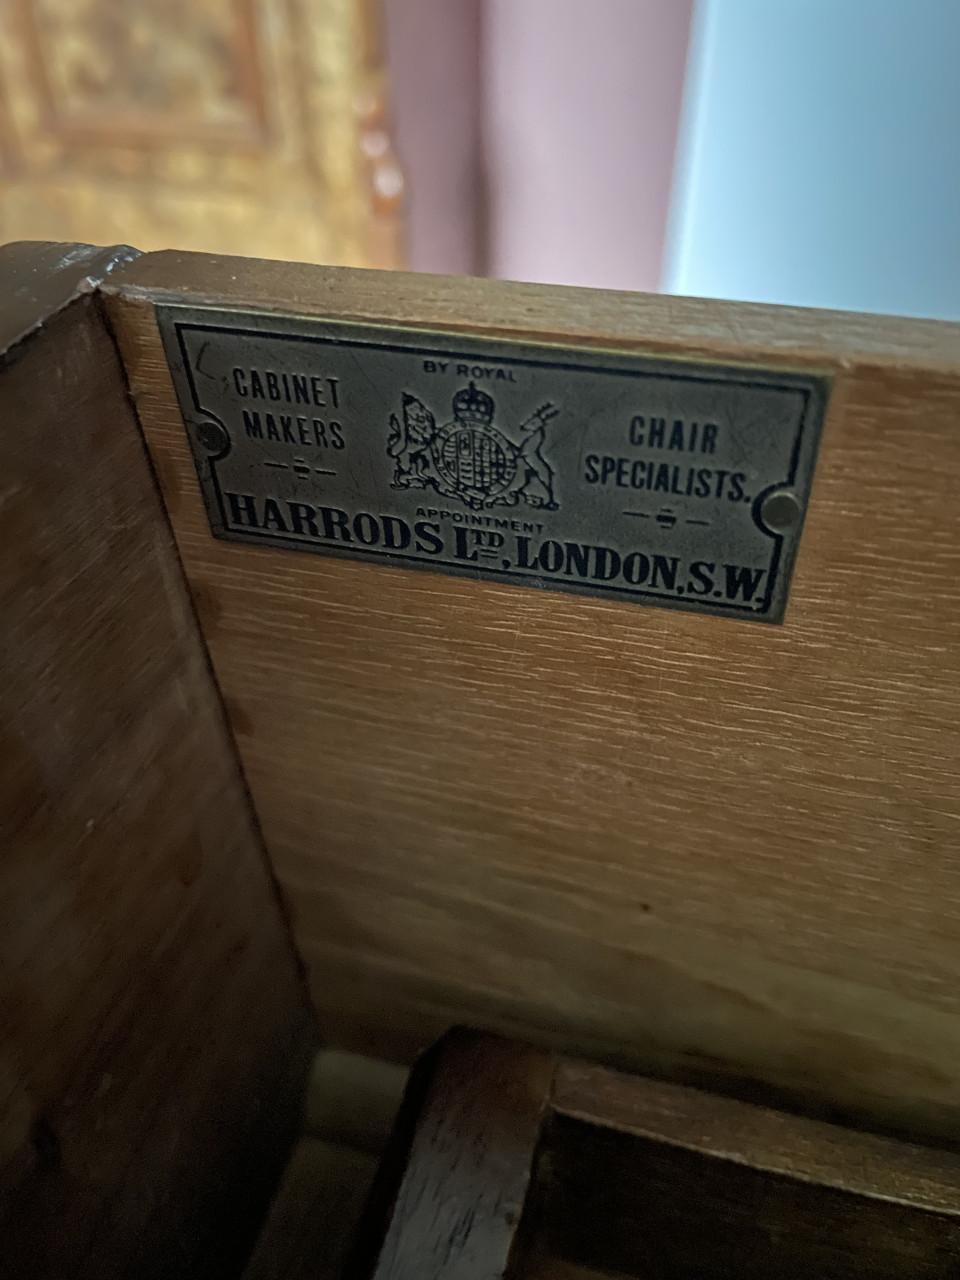 BY ROYAL
CABINET
MAKERS
CHAIR
SPECIALISTS.
APPOINTMENT
HARRODS LTD, LONDON, S.W.